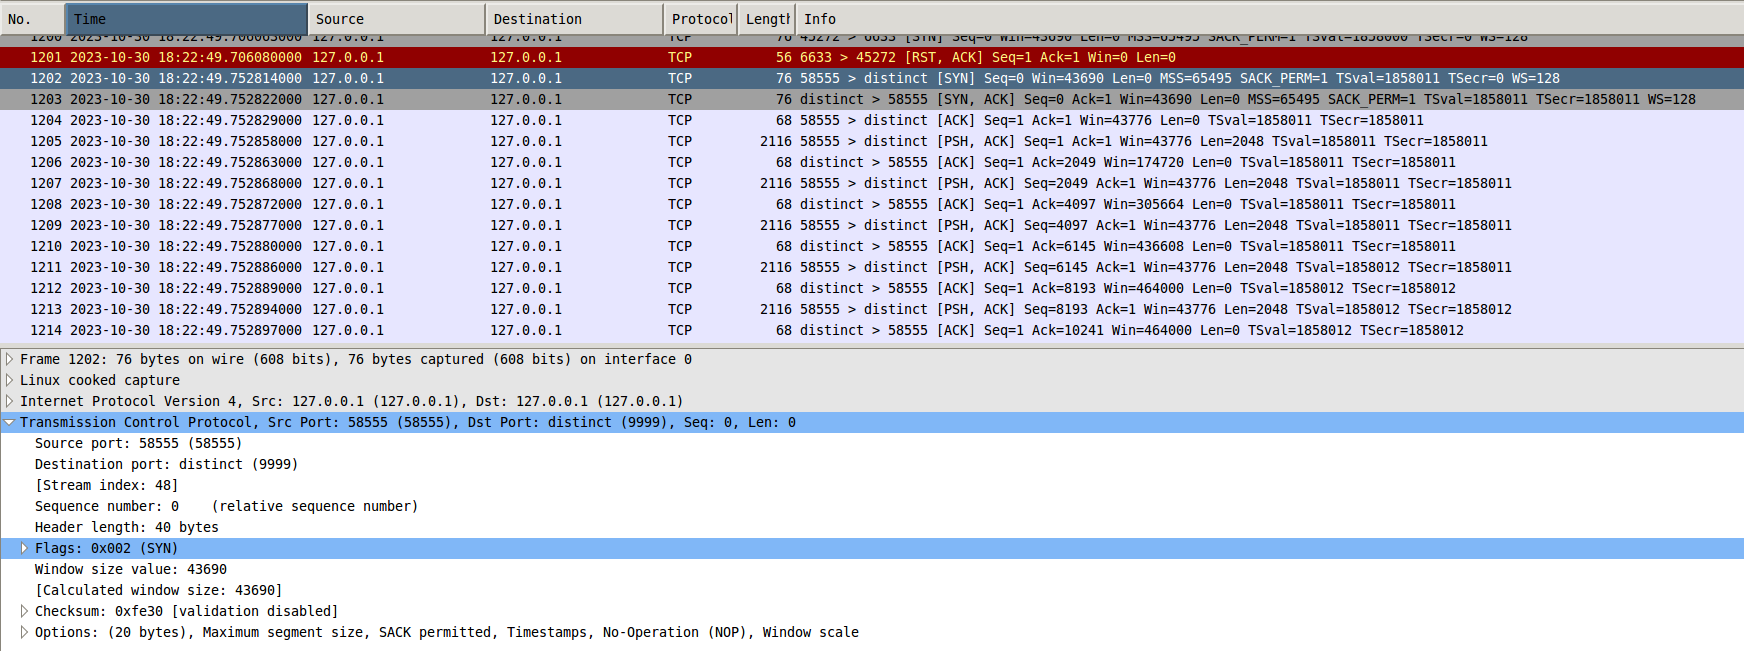 No. Time Source Destination Protocol Length Info
1200 2023-10-30 18:22:49.706063000 127.0.0.1 127.0.0.1 TCP 76 45272 > 6633 [SYN] Seq=0 Win=43690 Len=0 MSS=65495 SACK_PERM=1 TSval=1858000 TSecr=0 WS=128
1201 2023-10-30 18:22:49.706080000 127.0.0.1 127.0.0.1 TCP 56 6633 > 45272 [RST, ACK] Seq=1 Ack=1 Win=0 Len=0
1202 2023-10-30 18:22:49.752814000 127.0.0.1 127.0.0.1 TCP 76 58555 > distinct [SYN] Seq=0 Win=43690 Len=0 MSS=65495 SACK_PERM=1 TSval=1858011 TSecr=0 WS=128
1203 2023-10-30 18:22:49.752822000 127.0.0.1 127.0.0.1 TCP 76 distinct > 58555 [SYN, ACK] Seq=0 Ack=1 Win=43690 Len=0 MSS=65495 SACK_PERM=1 TSval=1858011 TSecr=1858011 WS=128
1204 2023-10-30 18:22:49.752829000 127.0.0.1 127.0.0.1 TCP 68 58555 > distinct [ACK] Seq=1 Ack=1 Win=43776 Len=0 TSval=1858011 TSecr=1858011
1205 2023-10-30 18:22:49.752858000 127.0.0.1 127.0.0.1 TCP 2116 58555 > distinct [PSH, ACK] Seq=1 Ack=1 Win=43776 Len=2048 TSval=1858011 TSecr=1858011
1206 2023-10-30 18:22:49.752863000 127.0.0.1 127.0.0.1 TCP 68 distinct > 58555 [ACK] Seq=1 Ack=2049 Win=174720 Len=0 TSval=1858011 TSecr=1858011
1207 2023-10-30 18:22:49.752868000 127.0.0.1 127.0.0.1 TCP 2116 58555 > distinct [PSH, ACK] Seq=2049 Ack=1 Win=43776 Len=2048 TSval=1858011 TSecr=1858011
1208 2023-10-30 18:22:49.752872000 127.0.0.1 127.0.0.1 TCP 68 distinct > 58555 [ACK] Seq=1 Ack=4097 Win=305664 Len=0 TSval=1858011 TSecr=1858011
1209 2023-10-30 18:22:49.752877000 127.0.0.1 127.0.0.1 TCP 2116 58555 > distinct [PSH, ACK] Seq=4097 Ack=1 Win=43776 Len=2048 TSval=1858011 TSecr=1858011
1210 2023-10-30 18:22:49.752880000 127.0.0.1 127.0.0.1 TCP 68 distinct > 58555 [ACK] Seq=1 Ack=6145 Win=436608 Len=0 TSval=1858011 TSecr=1858011
1211 2023-10-30 18:22:49.752886000 127.0.0.1 127.0.0.1 TCP 2116 58555 > distinct [PSH, ACK] Seq=6145 Ack=1 Win=43776 Len=2048 TSval=1858012 TSecr=1858011
1212 2023-10-30 18:22:49.752889000 127.0.0.1 127.0.0.1 TCP 68 distinct > 58555 [ACK] Seq=1 Ack=8193 Win=464000 Len=0 TSval=1858012 TSecr=1858012
1213 2023-10-30 18:22:49.752894000 127.0.0.1 127.0.0.1 TCP 2116 58555 > distinct [PSH, ACK] Seq=8193 Ack=1 Win=43776 Len=2048 TSval=1858012 TSecr=1858012
1214 2023-10-30 18:22:49.752897000 127.0.0.1 127.0.0.1 TCP 68 distinct > 58555 [ACK] Seq=1 Ack=10241 Win=464000 Len=0 TSval=1858012 TSecr=1858012
Frame 1202: 76 bytes on wire (608 bits), 76 bytes captured (608 bits) on interface 0
Linux cooked capture
Internet Protocol Version 4, Src: 127.0.0.1 (127.0.0.1), Dst: 127.0.0.1 (127.0.0.1)
Transmission Control Protocol, Src Port: 58555 (58555), Dst Port: distinct (9999), Seq: 0, Len: 0
Source port: 58555 (58555)
Destination port: distinct (9999)
[Stream index: 48]
Sequence number: 0 (relative sequence number)
Header length: 40 bytes
Flags: 0x002 (SYN)
Window size value: 43690
[Calculated window size: 43690]
Checksum: 0xfe30 [validation disabled]
Options: (20 bytes), Maximum segment size, SACK permitted, Timestamps, No-Operation (NOP), Window scale